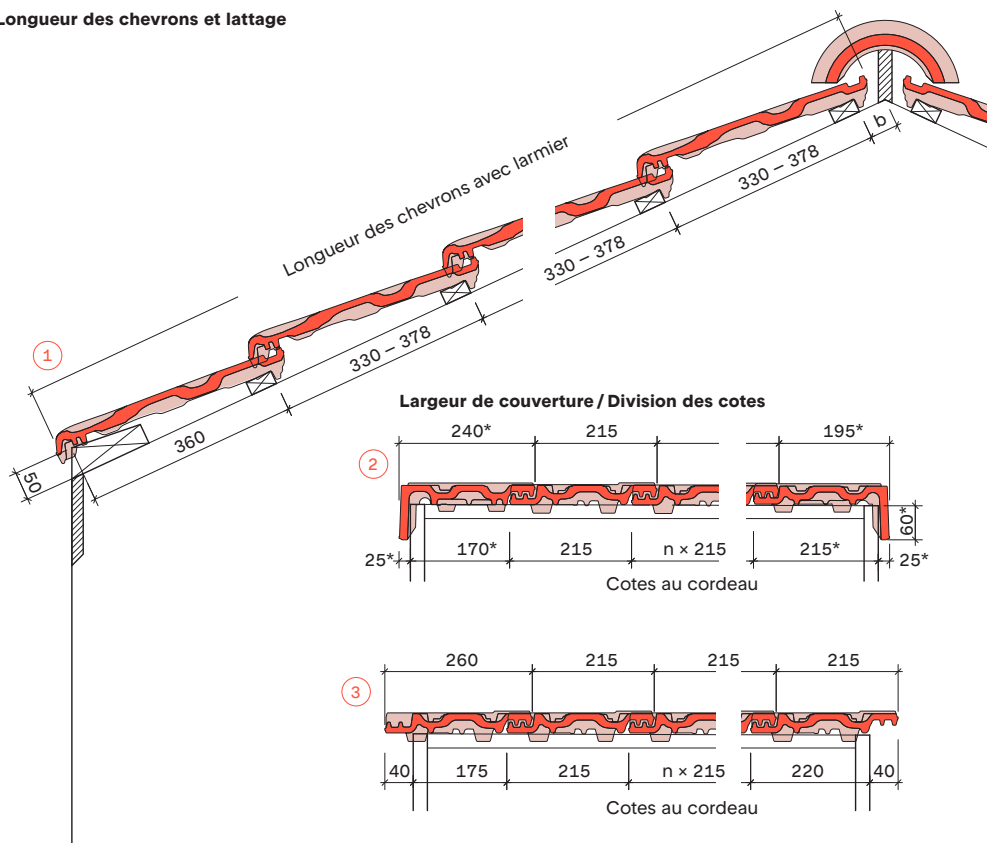 Longueur des chevrons et lattage
b
330 – 378
Longueur des chevrons avec larmier
330 – 378
1
330 – 378
360
50
Largeur de couverture / Division des cotes
240* 215 195*
2
60*
25* 170* 215 n × 215 215* 25*
Cotes au cordeau
260 215 215 215
3
40 175 215 n × 215 220 40
Cotes au cordeau